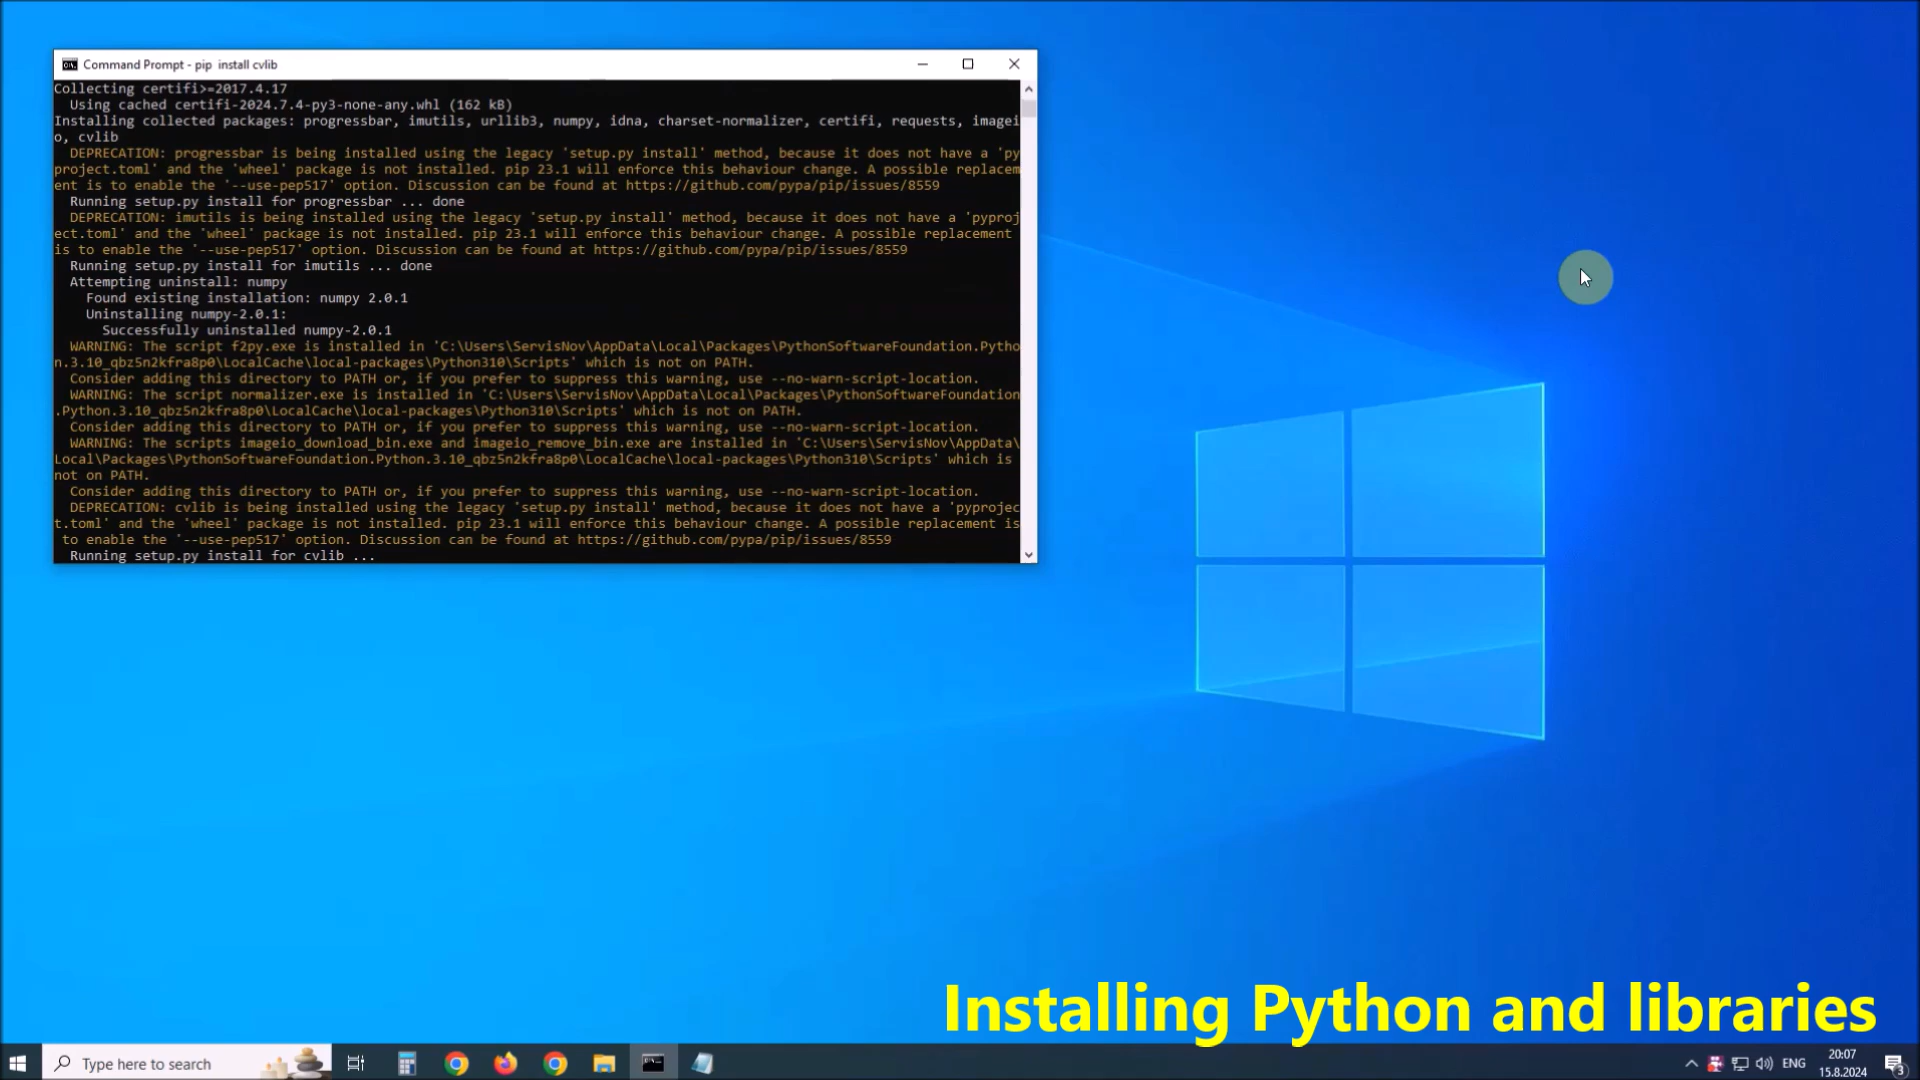 Command Prompt - pip  install cvlib
Collecting certifi>=2017.4.17
  Using cached certifi-2024.7.4-py3-none-any.whl (162 kB)
Installing collected packages: progressbar, imutils, urllib3, numpy, idna, charset-normalizer, certifi, requests, imagei
o, cvlib
  DEPRECATION: progressbar is being installed using the legacy 'setup.py install' method, because it does not have a 'py
project.toml' and the 'wheel' package is not installed. pip 23.1 will enforce this behaviour change. A possible replacem
ent is to enable the '--use-pep517' option. Discussion can be found at https://github.com/pypa/pip/issues/8559
  Running setup.py install for progressbar ... done
  DEPRECATION: imutils is being installed using the legacy 'setup.py install' method, because it does not have a 'pyproj
ect.toml' and the 'wheel' package is not installed. pip 23.1 will enforce this behaviour change. A possible replacement
is to enable the '--use-pep517' option. Discussion can be found at https://github.com/pypa/pip/issues/8559
  Running setup.py install for imutils ... done
  Attempting uninstall: numpy
    Found existing installation: numpy 2.0.1
    Uninstalling numpy-2.0.1:
      Successfully uninstalled numpy-2.0.1
  WARNING: The script f2py.exe is installed in 'C:\Users\ServisNov\AppData\Local\Packages\PythonSoftwareFoundation.Pytho
n.3.10_qbz5n2kfra8p0\LocalCache\local-packages\Python310\Scripts' which is not on PATH.
  Consider adding this directory to PATH or, if you prefer to suppress this warning, use --no-warn-script-location.
  WARNING: The script normalizer.exe is installed in 'C:\Users\ServisNov\AppData\Local\Packages\PythonSoftwareFoundation
.Python.3.10_qbz5n2kfra8p0\LocalCache\local-packages\Python310\Scripts' which is not on PATH.
  Consider adding this directory to PATH or, if you prefer to suppress this warning, use --no-warn-script-location.
  WARNING: The scripts imageio_download_bin.exe and imageio_remove_bin.exe are installed in 'C:\Users\ServisNov\AppData\
Local\Packages\PythonSoftwareFoundation.Python.3.10_qbz5n2kfra8p0\LocalCache\local-packages\Python310\Scripts' which is
not on PATH.
  Consider adding this directory to PATH or, if you prefer to suppress this warning, use --no-warn-script-location.
  DEPRECATION: cvlib is being installed using the legacy 'setup.py install' method, because it does not have a 'pyprojec
t.toml' and the 'wheel' package is not installed. pip 23.1 will enforce this behaviour change. A possible replacement is
 to enable the '--use-pep517' option. Discussion can be found at https://github.com/pypa/pip/issues/8559
  Running setup.py install for cvlib ...
Installing Python and libraries
Type here to search
ENG
20:07
15.8.2024
3